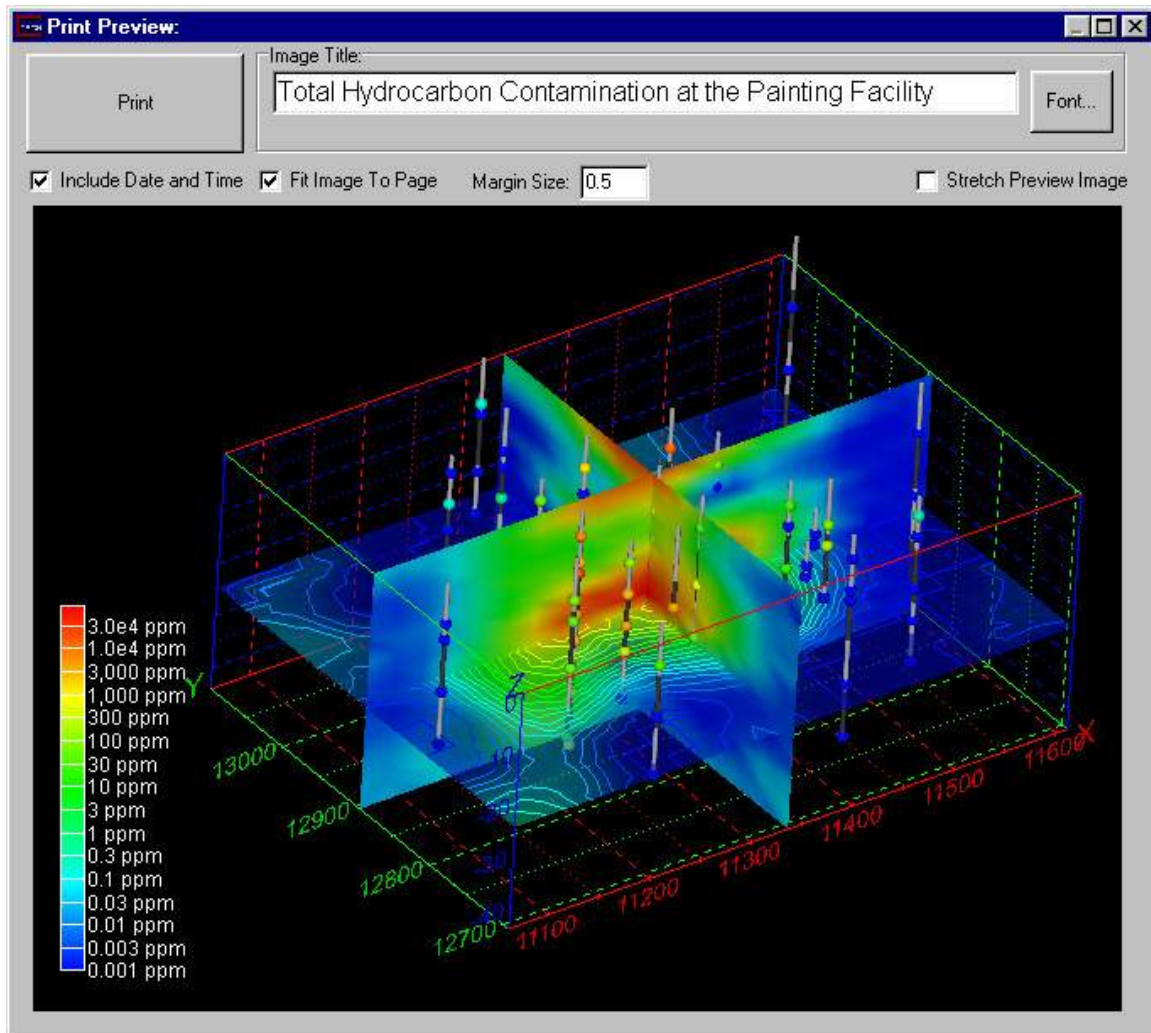 Print Preview:
Print
Image Title:
Total Hydrocarbon Contamination at the Painting Facility
Font...
Include Date and Time
Fit Image To Page
Margin Size: 0.5
Stretch Preview Image
3.0e4 ppm
1.0e4 ppm
3,000 ppm
1,000 ppm
300 ppm
100 ppm
30 ppm
10 ppm
3 ppm
1 ppm
0.3 ppm
0.1 ppm
0.03 ppm
0.01 ppm
0.003 ppm
0.001 ppm
Y
13000
12900
12800
12700
Z
0
11100
11200
11300
11400
11500
11600
X